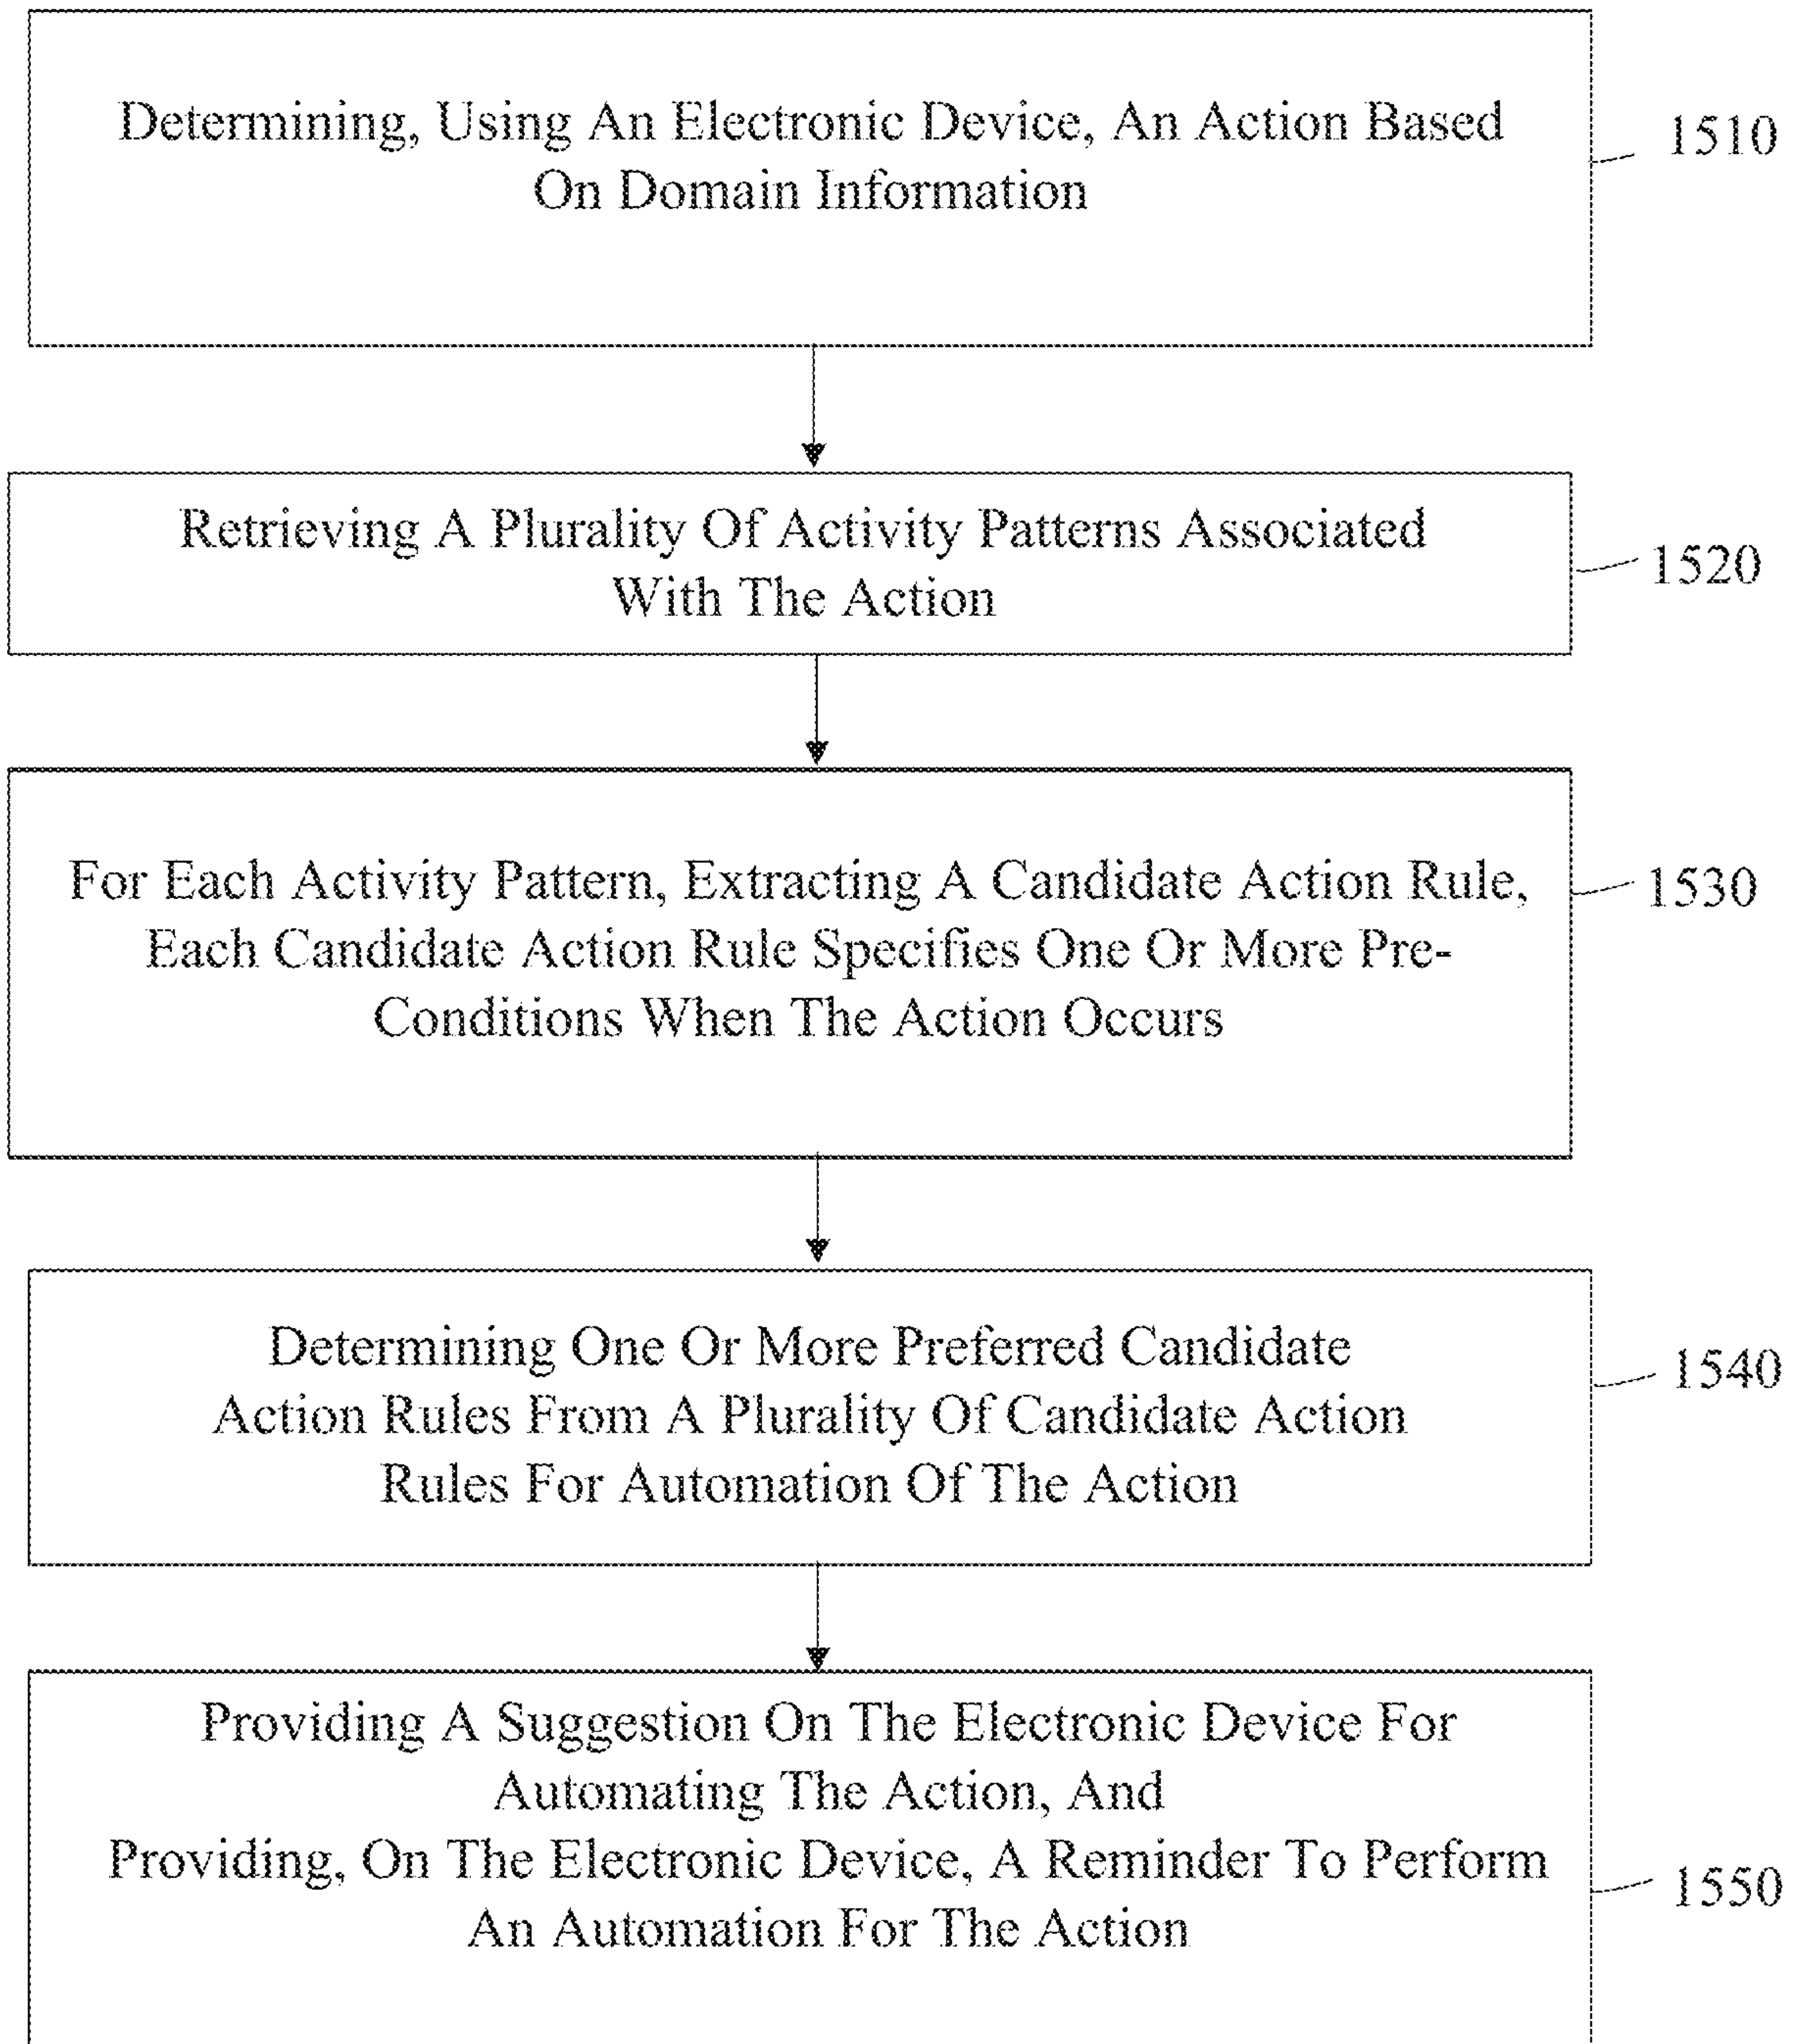 Determining, Using An Electronic Device, An Action Based
On Domain Information
1510
Retrieving A Plurality Of Activity Patterns Associated
With The Action
1520
For Each Activity Pattern, Extracting A Candidate Action Rule,
Each Candidate Action Rule Specifies One Or More Pre-
Conditions When The Action Occurs
1530
Determining One Or More Preferred Candidate
Action Rules From A Plurality Of Candidate Action
Rules For Automation Of The Action
1540
Providing A Suggestion On The Electronic Device For
Automating The Action, And
Providing, On The Electronic Device, A Reminder To Perform
An Automation For The Action
1550